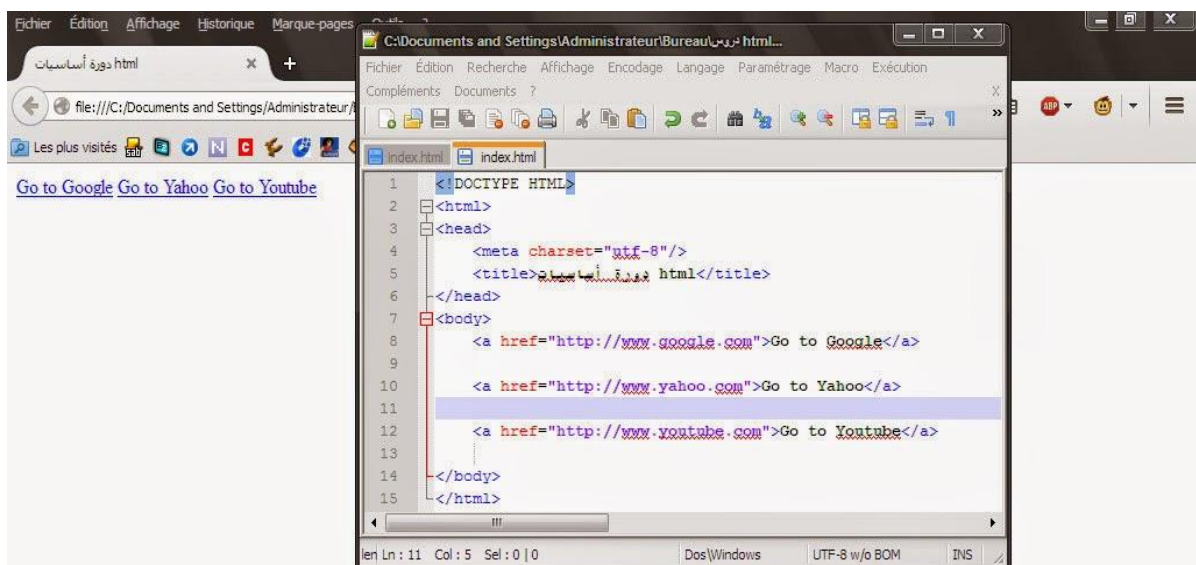 Fichier Édition Affichage Historique Marque-pages
دورة أساسيات html
file:///C:/Documents and Settings/Administrateur/
Les plus visités
Go to Google Go to Yahoo Go to Youtube
C:\Documents and Settings\Administrateur\Bureau\دروس html...
Fichier Édition Recherche Affichage Encodage Langage Paramétrage Macro Exécution
Compléments Documents ?
X
index.html index.html
1 <!DOCTYPE HTML>
2 <html>
3 <head>
4 <meta charset="utf-8"/>
5 <title>دورة أساسيات html</title>
6 </head>
7 <body>
8 <a href="http://www.google.com">Go to Google</a>
9
10 <a href="http://www.yahoo.com">Go to Yahoo</a>
11
12 <a href="http://www.youtube.com">Go to Youtube</a>
13
14 </body>
15 </html>
len Ln : 11 Col : 5 Sel : 0 | 0 Dos\Windows UTF-8 w/o BOM INS
ABP